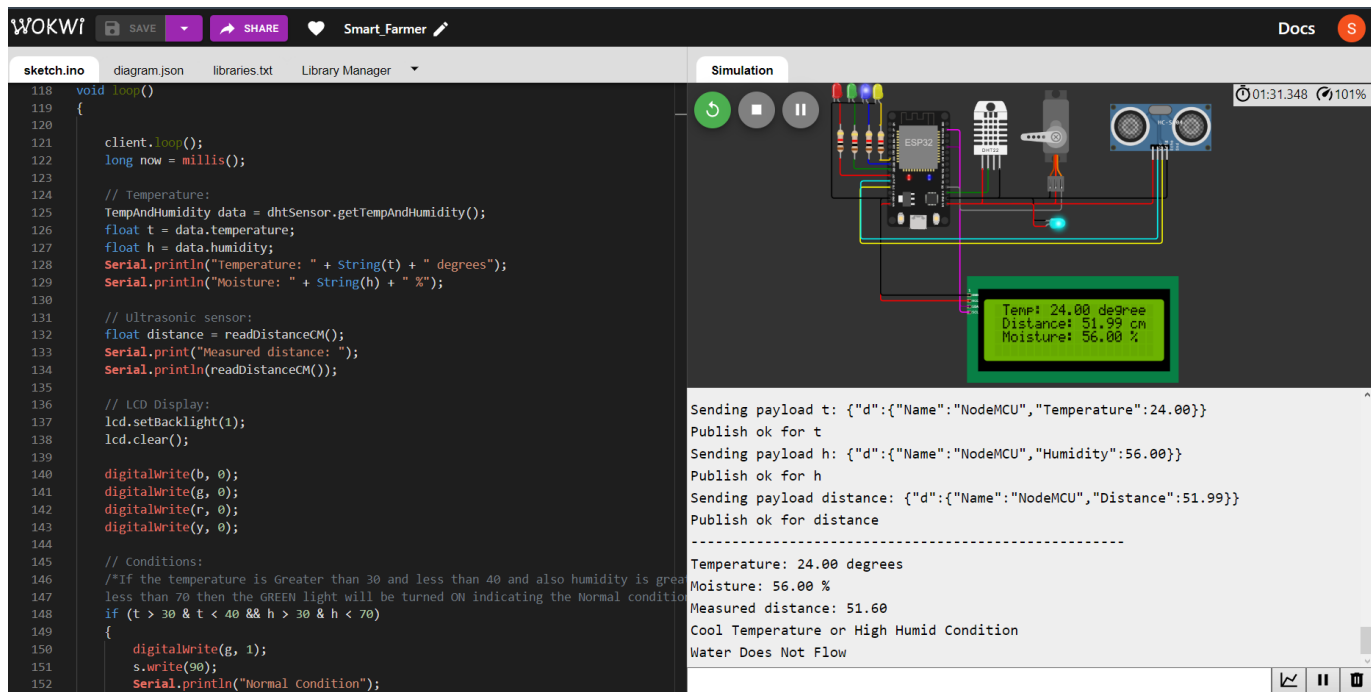 WOKWi SAVE SHARE Smart_Farmer Docs S
sketch.ino diagram.json libraries.txt Library Manager
118 void loop()
119 {
120
121 client.loop();
122 long now = millis();
123
124 // Temperature:
125 TempAndHumidity data = dhtSensor.getTempAndHumidity();
126 float t = data.temperature;
127 float h = data.humidity;
128 Serial.println("Temperature: " + String(t) + " degrees");
129 Serial.println("Moisture: " + String(h) + " %");
130
131 // Ultrasonic sensor:
132 float distance = readDistanceCM();
133 Serial.print("Measured distance: ");
134 Serial.println(readDistanceCM());
135
136 // LCD Display:
137 lcd.setBacklight(1);
138 lcd.clear();
139
140 digitalWrite(b, 0);
141 digitalWrite(g, 0);
142 digitalWrite(r, 0);
143 digitalWrite(y, 0);
144
145 // Conditions:
146 /*If the temperature is Greater than 30 and less than 40 and also humidity is grea
147 less than 70 then the GREEN light will be turned ON indicating the Normal condition
148 if (t > 30 & t < 40 && h > 30 & h < 70)
149 {
150 digitalWrite(g, 1);
151 s.write(90);
152 Serial.println("Normal Condition");
Simulation
01:31.348 101%
ESP32
DHT22
HC-SR04
Temp: 24.00 degree
Distance: 51.99 cm
Moisture: 56.00 %
Sending payload t: {"d":{"Name":"NodeMCU","Temperature":24.00}}
Publish ok for t
Sending payload h: {"d":{"Name":"NodeMCU","Humidity":56.00}}
Publish ok for h
Sending payload distance: {"d":{"Name":"NodeMCU","Distance":51.99}}
Publish ok for distance
-----------------------------------------------------
Temperature: 24.00 degrees
Moisture: 56.00 %
Measured distance: 51.60
Cool Temperature or High Humid Condition
Water Does Not Flow